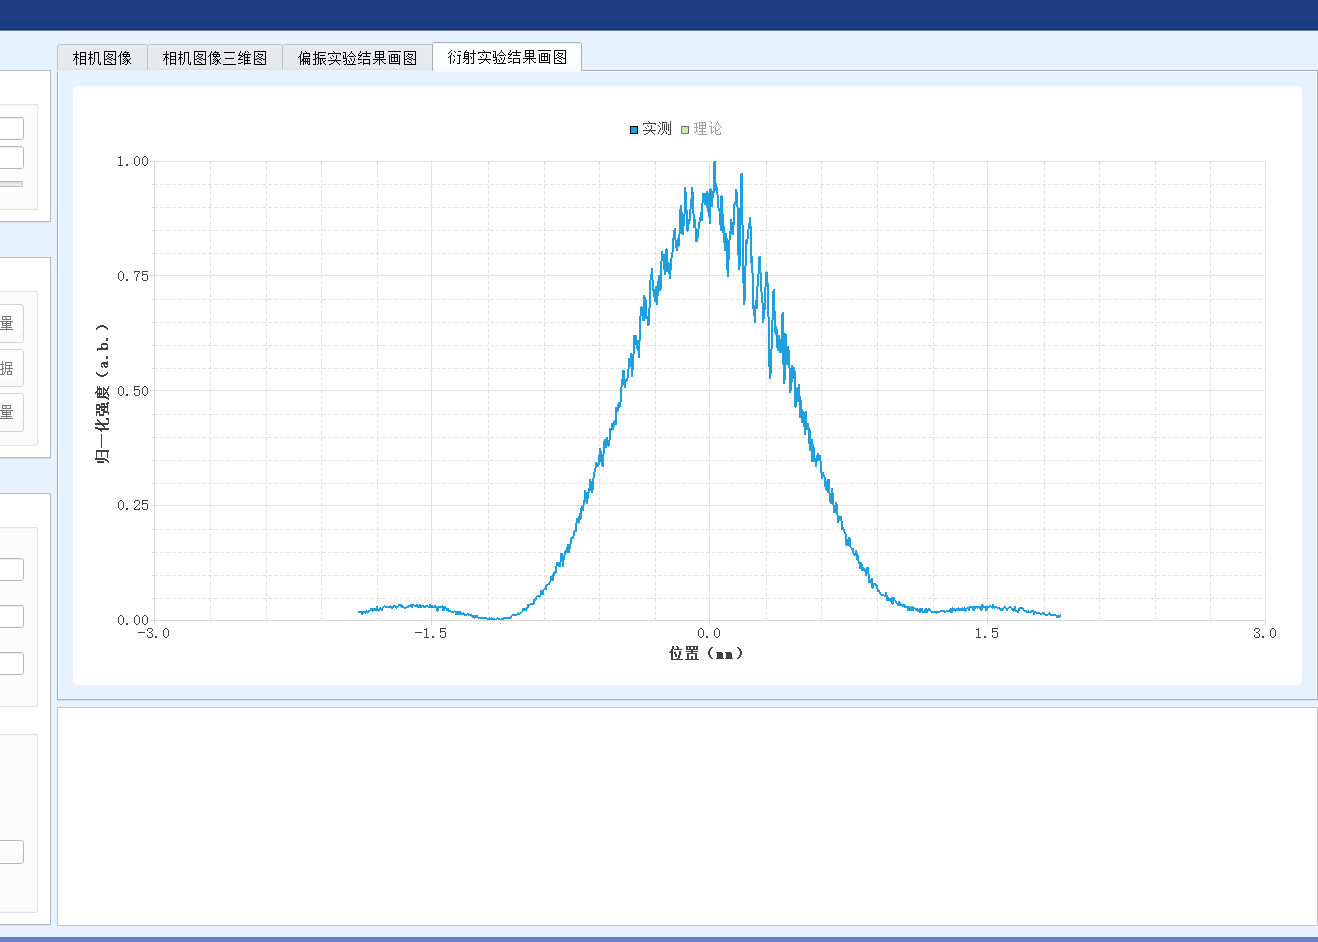 相机图像 相机图像三维图 偏振实验结果画图 衍射实验结果画图
实测 理论
1.00
0.75
0.50
0.25
0.00
归一化强度（a.b.）
-3.0 -1.5 0.0 1.5 3.0
位置（mm）
量
据
量